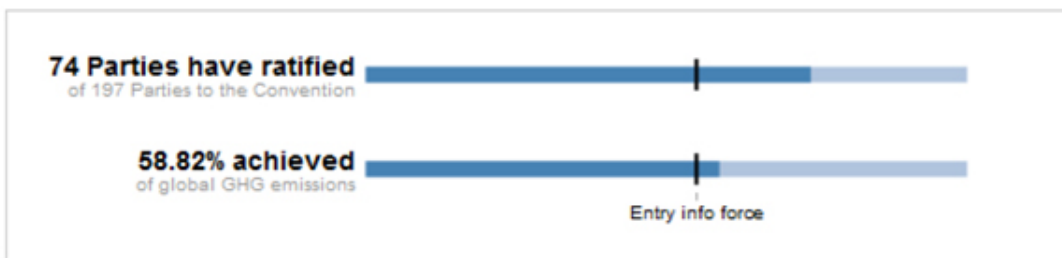 74 Parties have ratified
of 197 Parties to the Convention
58.82% achieved
of global GHG emissions
Entry info force